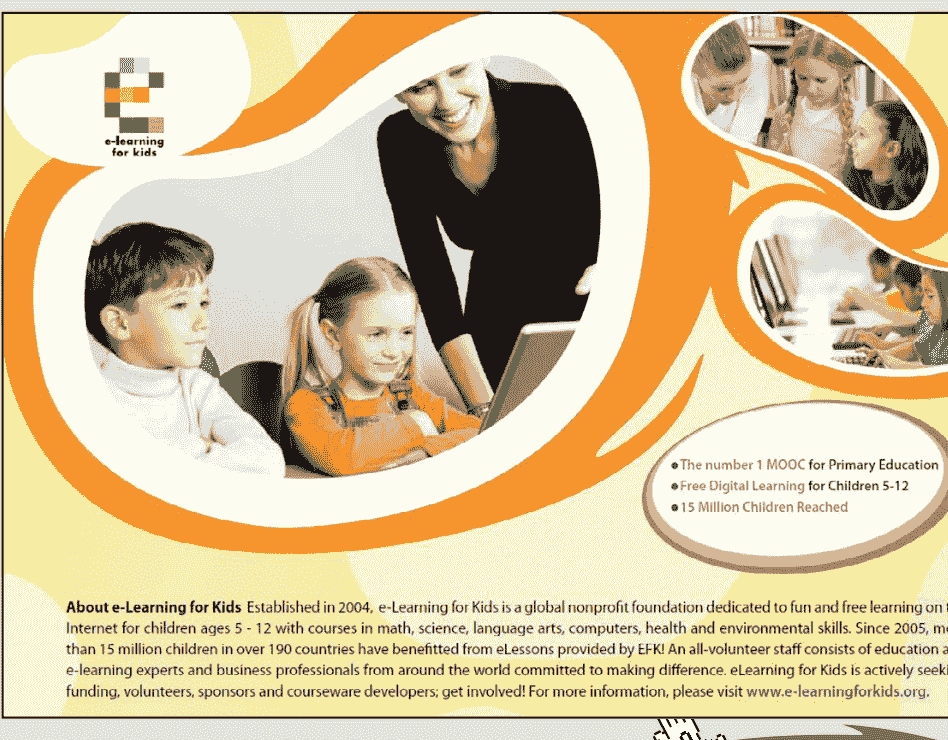 e-learning
for kids
The number 1 MOOC for Primary Education
Free Digital Learning for Children 5-12
15 Million Children Reached
About e-Learning for Kids Established in 2004, e-Learning for Kids is a global nonprofit foundation dedicated to fun and free learning on
Internet for children ages 5 - 12 with courses in math, science, language arts, computers, health and environmental skills. Since 2005,
than 15 million children in over 190 countries have benefitted from eLessons provided by EFK! An all-volunteer staff consists of education
e-learning experts and business professionals from around the world committed to making difference. eLearning for Kids is actively
funding, volunteers, sponsors and courseware developers; get involved! For more information, please visit www.e-learningforkids.org.